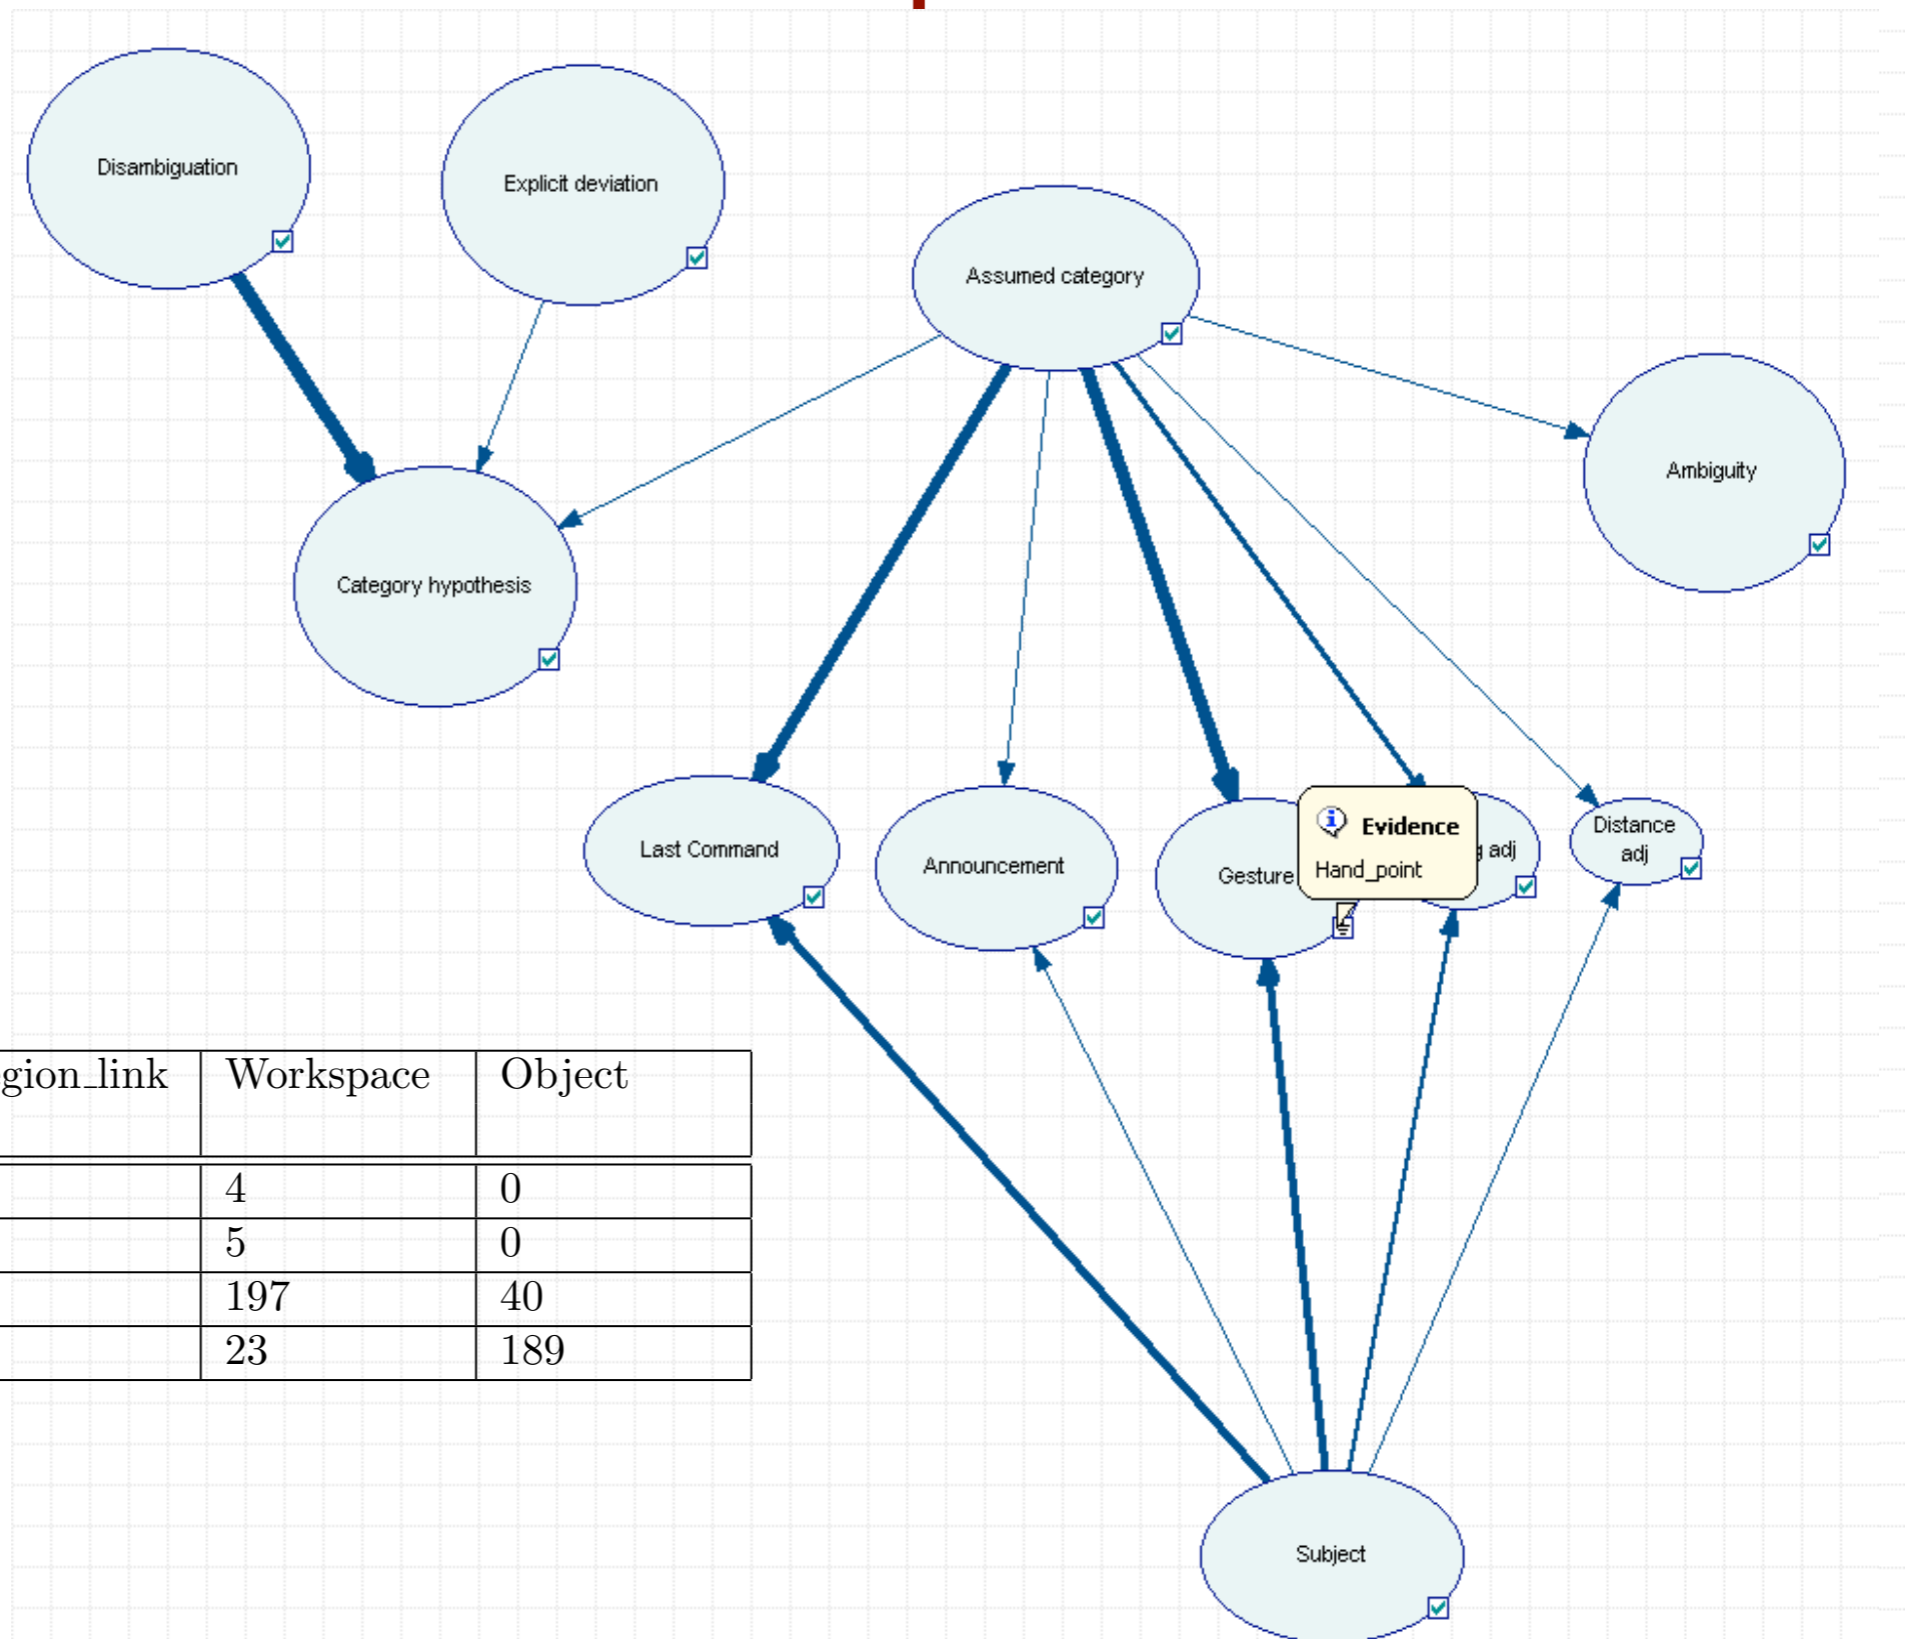 Disambiguation
Explicit deviation
Assumed category
Ambiguity
Category hypothesis
Evidence
Hand_point
Last Command
Announcement
Gesture
adj
Distance
adj
gion_link Workspace Object
4 0
5 0
197 40
23 189
Subject